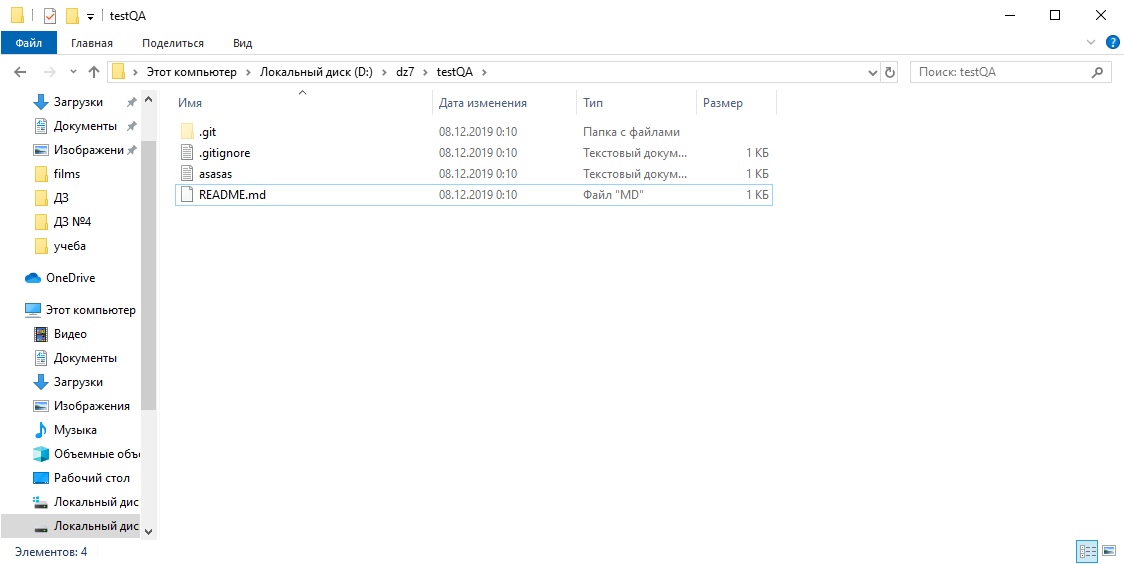 testQA
Файл Главная Поделиться Вид
Этот компьютер Локальный диск (D:) dz7 testQA
Поиск: testQA
Имя Дата изменения Тип Размер
.git 08.12.2019 0:10 Папка с файлами
.gitignore 08.12.2019 0:10 Текстовый докум... 1 КБ
asasas 08.12.2019 0:10 Текстовый докум... 1 КБ
README.md 08.12.2019 0:10 Файл "MD" 1 КБ
Загрузки
Документы
Изображени
films
ДЗ
ДЗ №4
учеба
OneDrive
Этот компьютер
Видео
Документы
Загрузки
Изображения
Музыка
Объемные объе
Рабочий стол
Локальный дис
Локальный дис
Элементов: 4